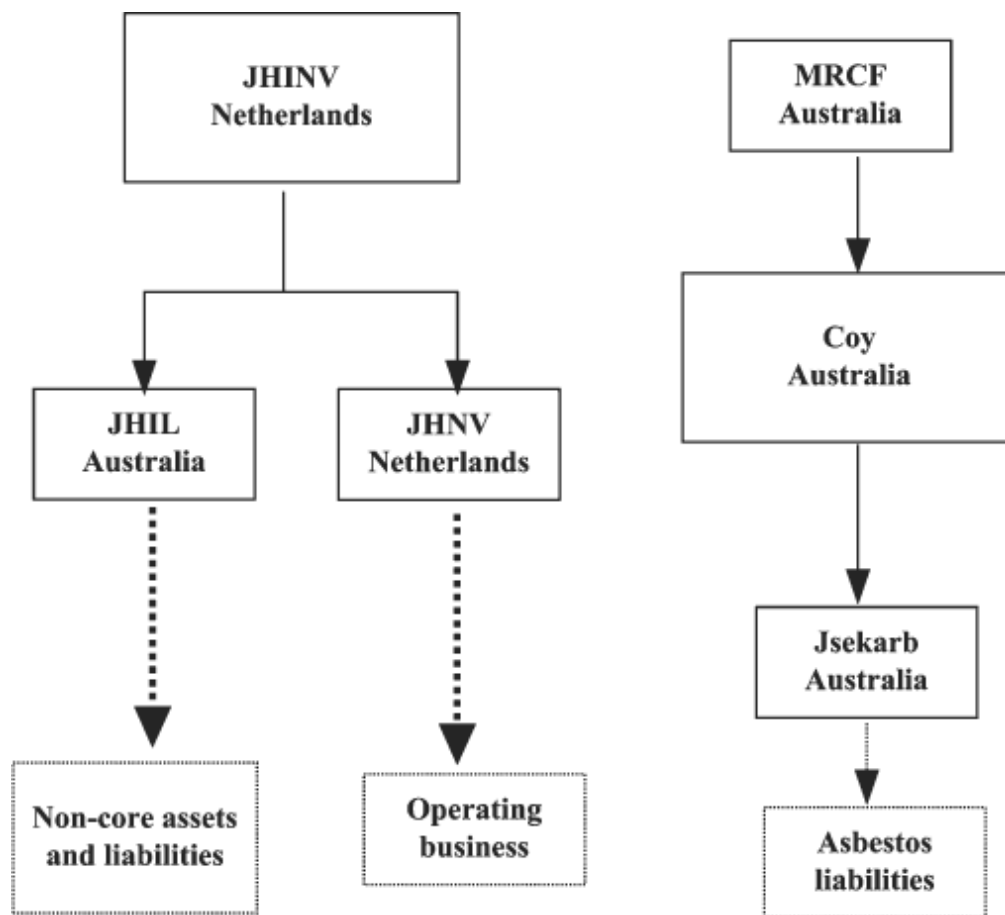 JHINV
Netherlands
MRCF
Australia
Coy
Australia
JHIL
Australia
JHNV
Netherlands
Jsekarb
Australia
Non-core assets
and liabilities
Operating
business
Asbestos
liabilities